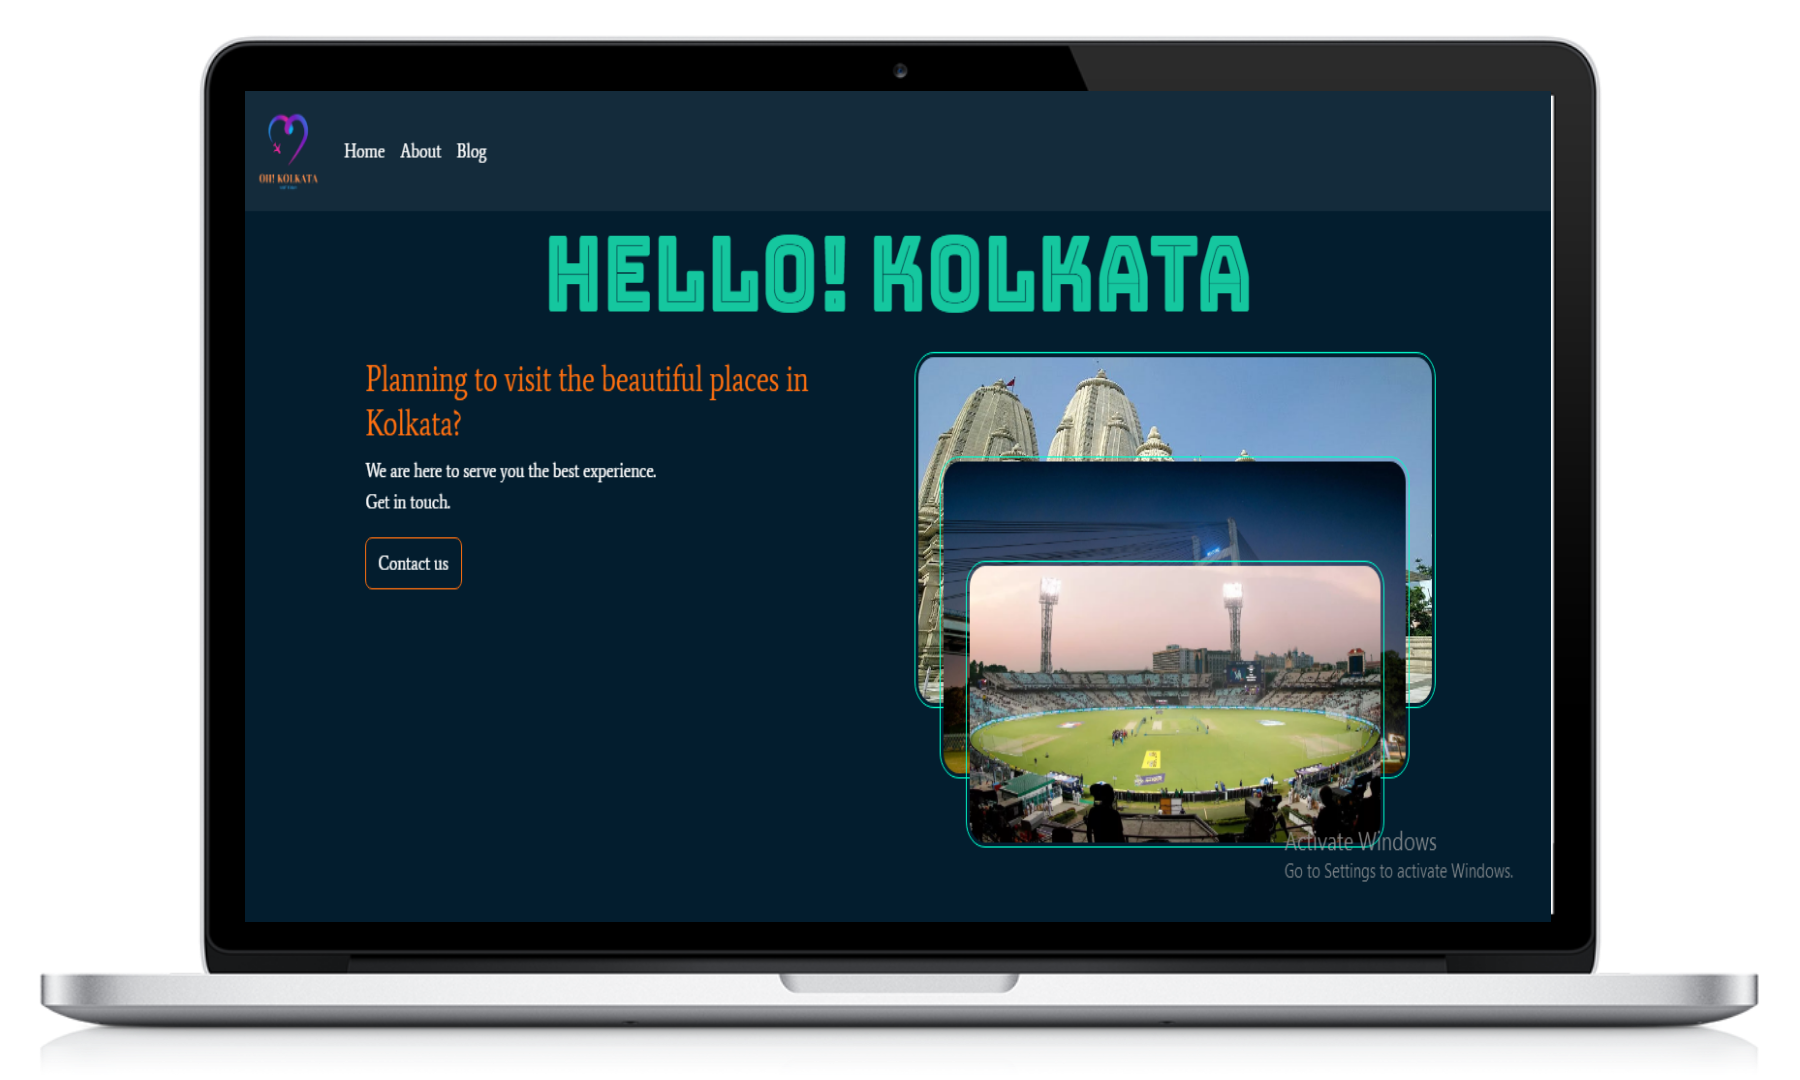 OH! KOLKATA
Home About Blog
HELLO! KOLKATA
Planning to visit the beautiful places in
Kolkata?
We are here to serve you the best experience.
Get in touch.
Contact us
Activate Windows
Go to Settings to activate Windows.